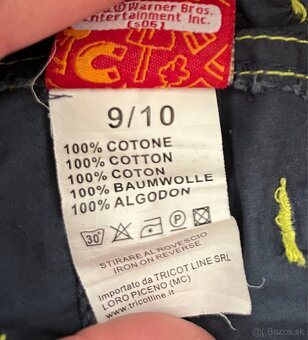 © Warner Bros.
Entertainment Inc.
(s06)
9/10
100% COTONE
100% COTTON
100% COTON
100% BAUMWOLLE
100% ALGODON
30°
P
STIRARE AL ROVESCIO
IRON ON REVERSE
Importato da TRICOT LINE SRL
LORO PICENO (MC)
www.tricotline.it
Bazos.sk